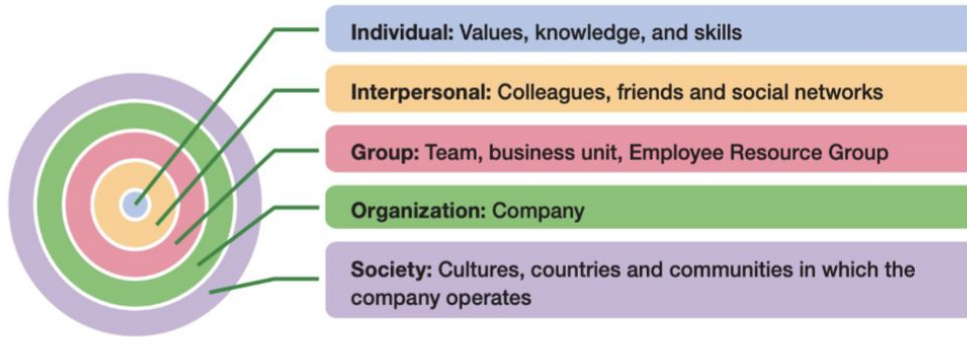 Individual: Values, knowledge, and skills
Interpersonal: Colleagues, friends and social networks
Group: Team, business unit, Employee Resource Group
Organization: Company
Society: Cultures, countries and communities in which the
company operates